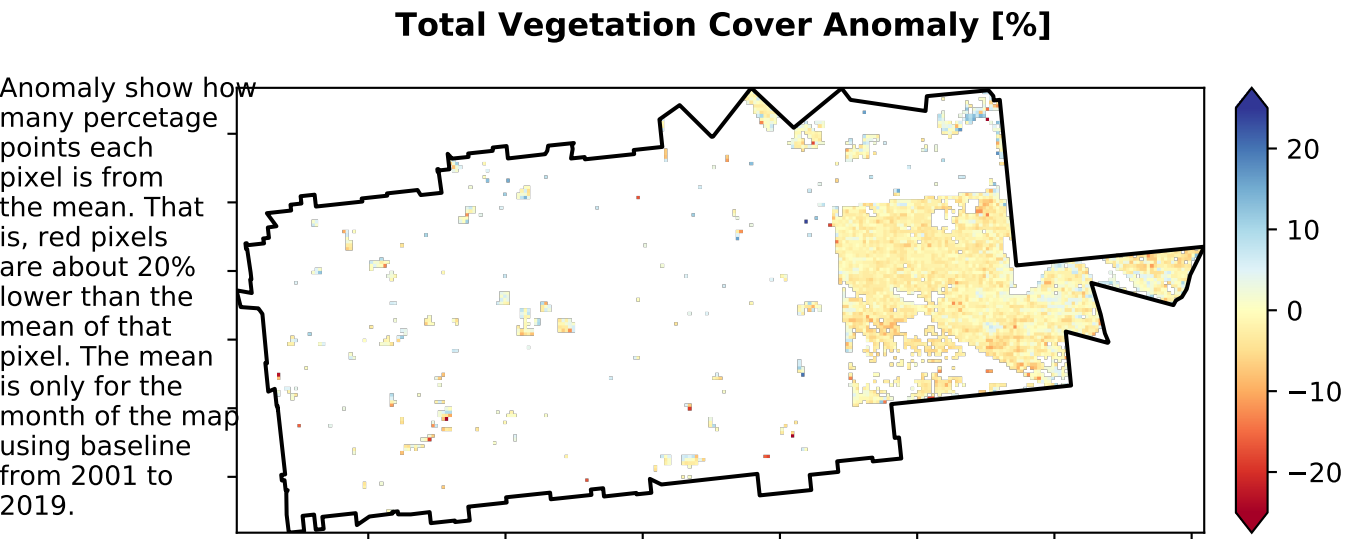 Total Vegetation Cover Anomaly [%]
Anomaly show how
many percetage
points each
pixel is from
the mean. That
is, red pixels
are about 20%
lower than the
mean of that
pixel. The mean
is only for the
month of the map
using baseline
from 2001 to
2019.
20
10
0
−10
−20